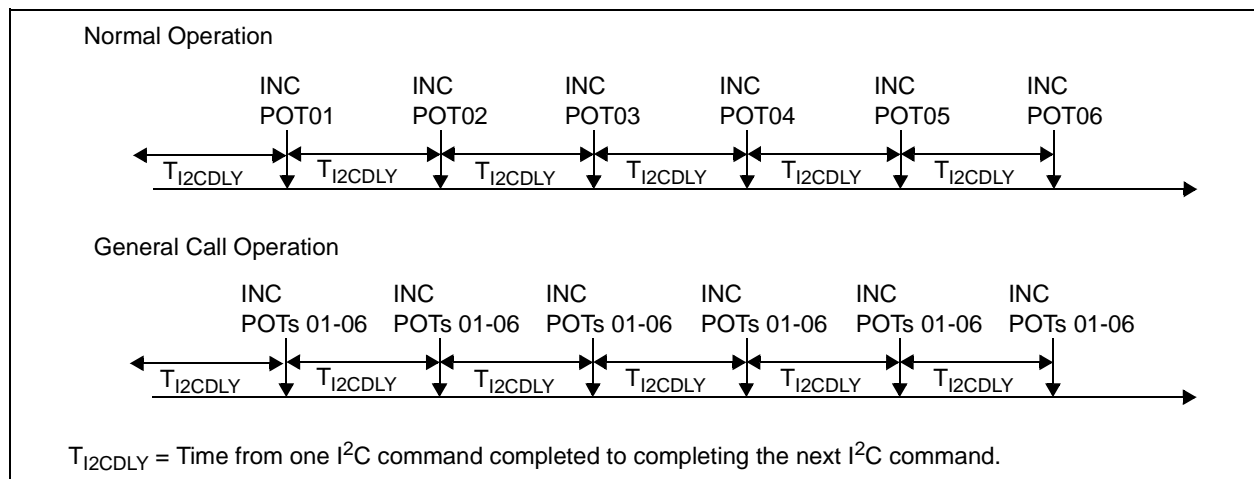 Normal Operation
INC INC INC INC INC INC
POT01 POT02 POT03 POT04 POT05 POT06
TI2CDLY TI2CDLY TI2CDLY TI2CDLY TI2CDLY TI2CDLY
General Call Operation
INC INC INC INC INC INC
POTs 01-06 POTs 01-06 POTs 01-06 POTs 01-06 POTs 01-06 POTs 01-06
TI2CDLY TI2CDLY TI2CDLY TI2CDLY TI2CDLY TI2CDLY
TI2CDLY = Time from one I²C command completed to completing the next I²C command.